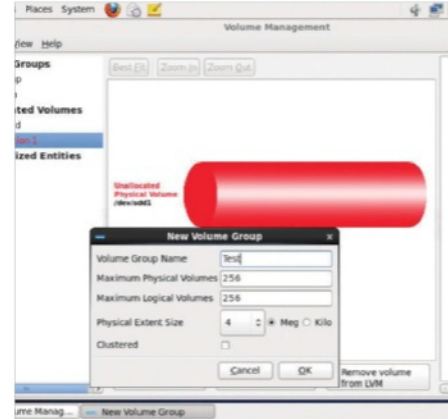 Places System
Volume Management
View Help
Groups
Best Fit Zoom In Zoom Out
ted Volumes
ized Entities
Unallocated
Physical Volume
/dev/sdd1
New Volume Group
Volume Group Name Test
Maximum Physical Volumes 256
Maximum Logical Volumes 256
Physical Extent Size 4 Meg Kilo
Clustered
Cancel OK
Remove volume
from LVM
ume Manag... New Volume Group